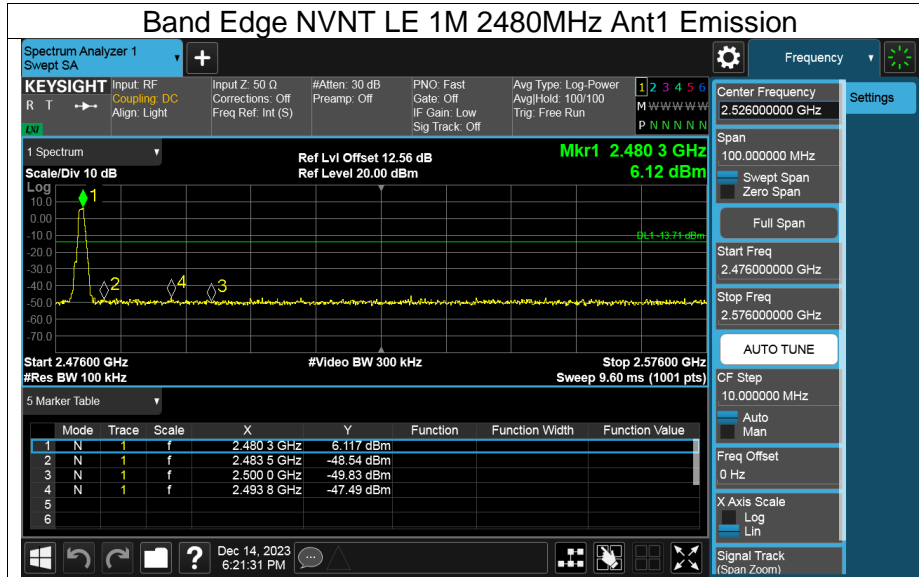 Band Edge NVNT LE 1M 2480MHz Ant1 Emission
Spectrum Analyzer 1
Swept SA
Frequency
KEYSIGHT
R T
LXI
Input: RF
Coupling: DC
Align: Light
Input Z: 50 Ω
Corrections: Off
Freq Ref: Int (S)
#Atten: 30 dB
Preamp: Off
PNO: Fast
Gate: Off
IF Gain: Low
Sig Track: Off
Avg Type: Log-Power
Avg|Hold: 100/100
Trig: Free Run
1 2 3 4 5 6
M W W W W W
P N N N N N
Center Frequency
2.526000000 GHz
Settings
Span
100.000000 MHz
Swept Span
Zero Span
Full Span
Start Freq
2.476000000 GHz
Stop Freq
2.576000000 GHz
AUTO TUNE
CF Step
10.000000 MHz
Auto
Man
Freq Offset
0 Hz
X Axis Scale
Log
Lin
Signal Track
(Span Zoom)
1 Spectrum
Scale/Div 10 dB
Ref Lvl Offset 12.56 dB
Ref Level 20.00 dBm
Mkr1 2.480 3 GHz
6.12 dBm
Log
10.0
0.00
-10.0
-20.0
-30.0
-40.0
-50.0
-60.0
-70.0
1
2
4
3
DL1 -13.71 dBm
Start 2.47600 GHz
#Res BW 100 kHz
#Video BW 300 kHz
Stop 2.57600 GHz
Sweep 9.60 ms (1001 pts)
5 Marker Table
Mode Trace Scale X Y Function Function Width Function Value
1 N 1 f 2.480 3 GHz 6.117 dBm
2 N 1 f 2.483 5 GHz -48.54 dBm
3 N 1 f 2.500 0 GHz -49.83 dBm
4 N 1 f 2.493 8 GHz -47.49 dBm
5
6
Dec 14, 2023
6:21:31 PM